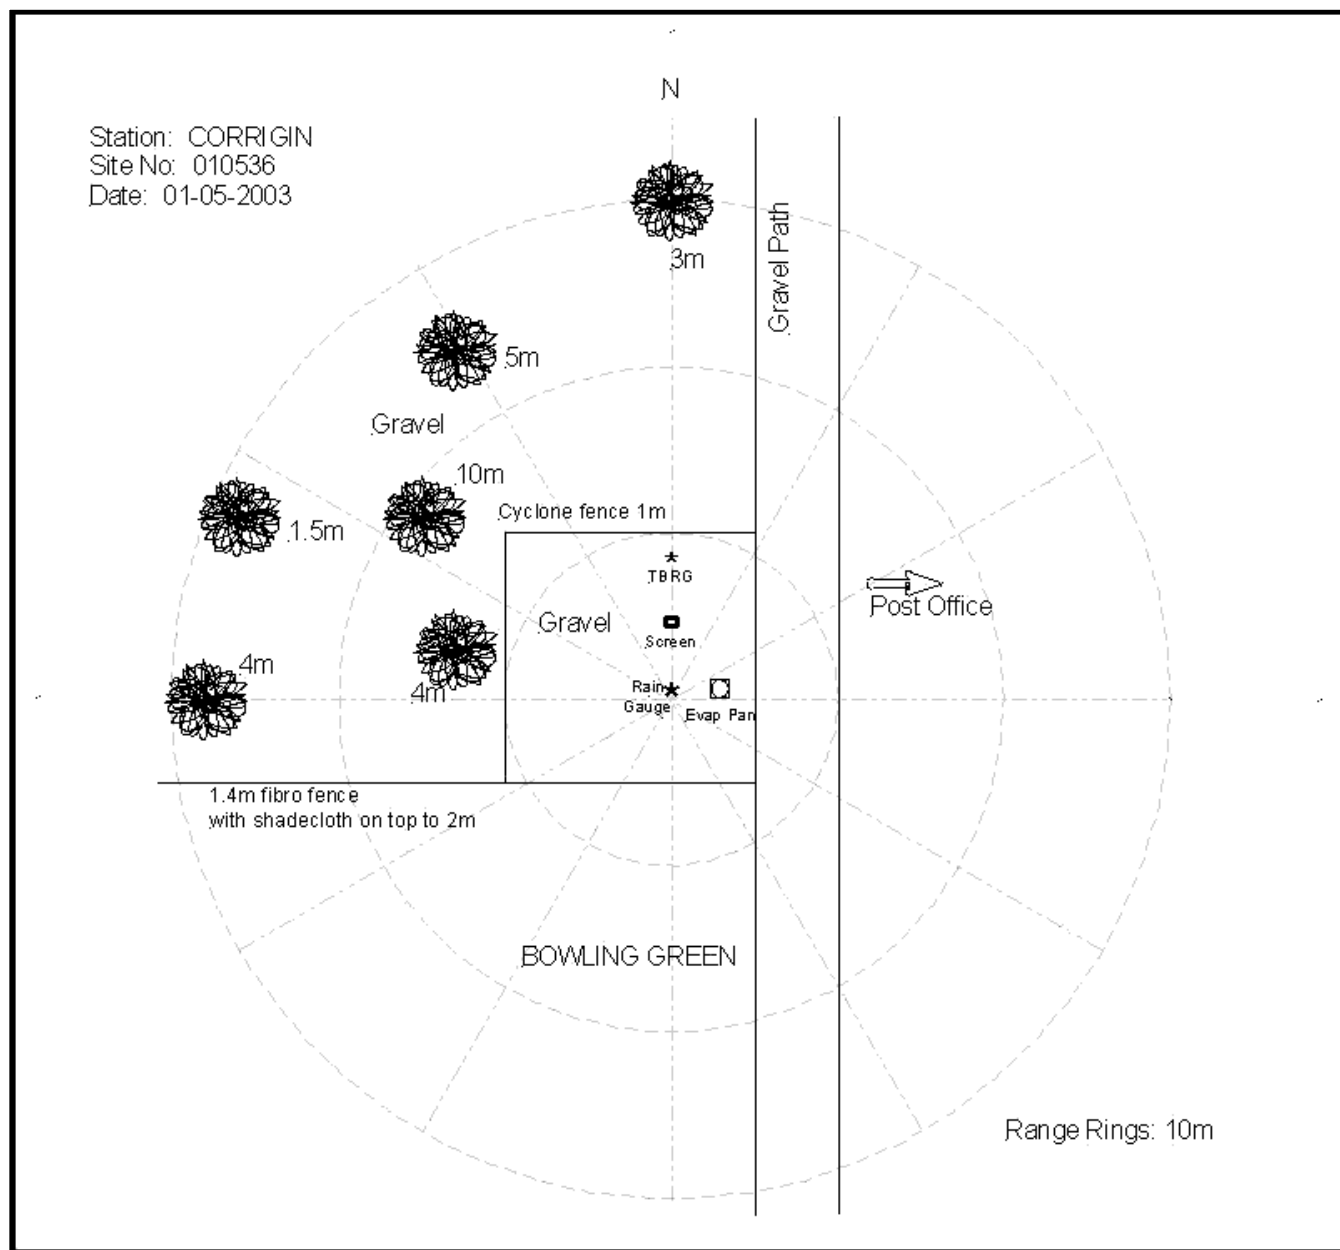 N
Station: CORRIGIN
Site No: 010536
Date: 01-05-2003
3m
Gravel Path
5m
Gravel
10m
1.5m
Cyclone fence 1m
TBRG
Post Office
Gravel
Screen
4m
4m
Rain
Gauge
Evap Pan
1.4m fibro fence
with shadecloth on top to 2m
BOWLING GREEN
Range Rings: 10m